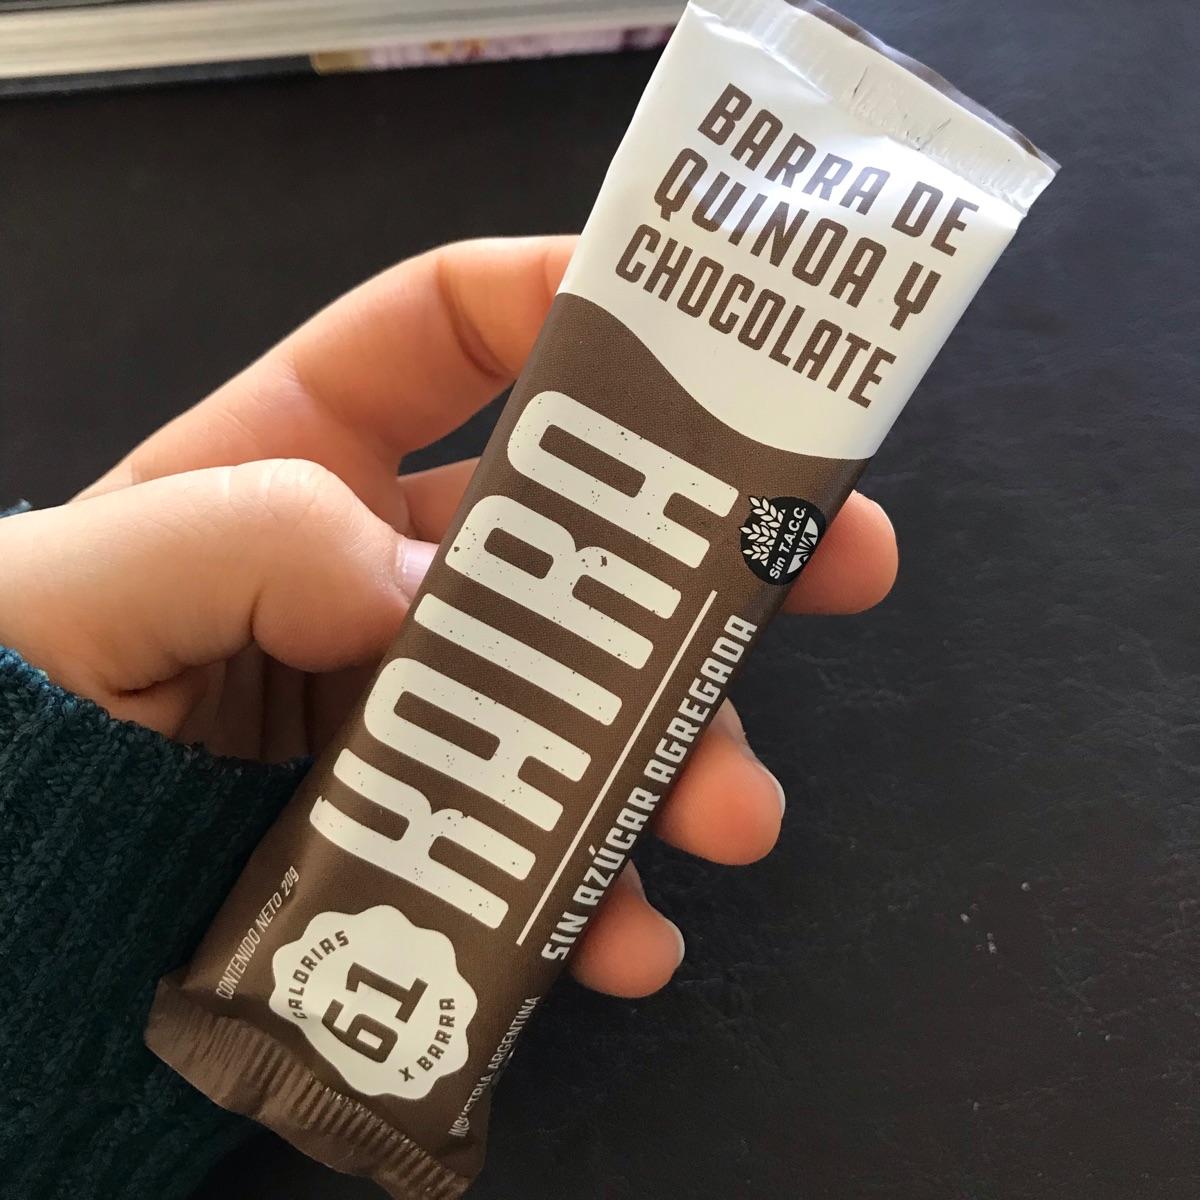 BARRA DE
QUINOA Y
CHOCOLATE
KAIRA
Sin T.A.C.C.
SIN AZÚCAR AGREGADA
CONTENIDO NETO 20g
CALORIAS
61
x BARRA
INDUSTRIA ARGENTINA